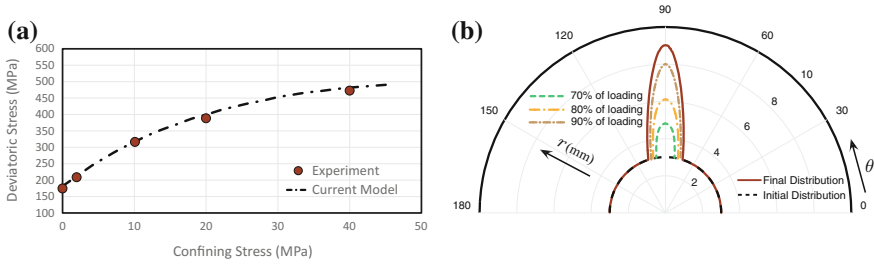 (a)
Deviatoric Stress (MPa)
600
550
500
450
400
350
300
250
200
150
100
0
10
20
30
40
50
Confining Stress (MPa)
Experiment
Current Model
(b)
90
120
60
150
30
180
0
10
8
6
4
2
70% of loading
80% of loading
90% of loading
r(mm)
θ
Final Distribution
Initial Distribution